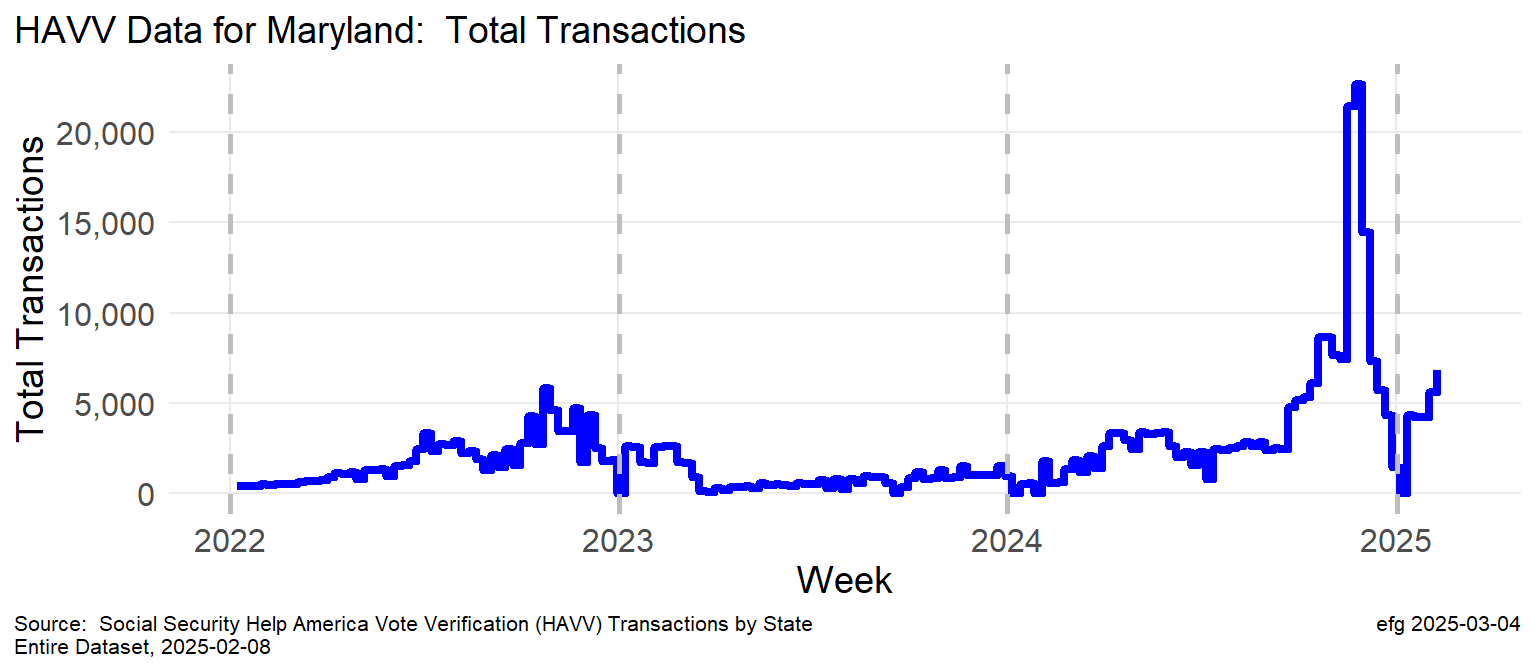 HAVV Data for Maryland:  Total Transactions
Total Transactions
20,000
15,000
10,000
5,000
0
2022
2023
2024
2025
Week
Source:  Social Security Help America Vote Verification (HAVV) Transactions by State
Entire Dataset, 2025-02-08
efg 2025-03-04